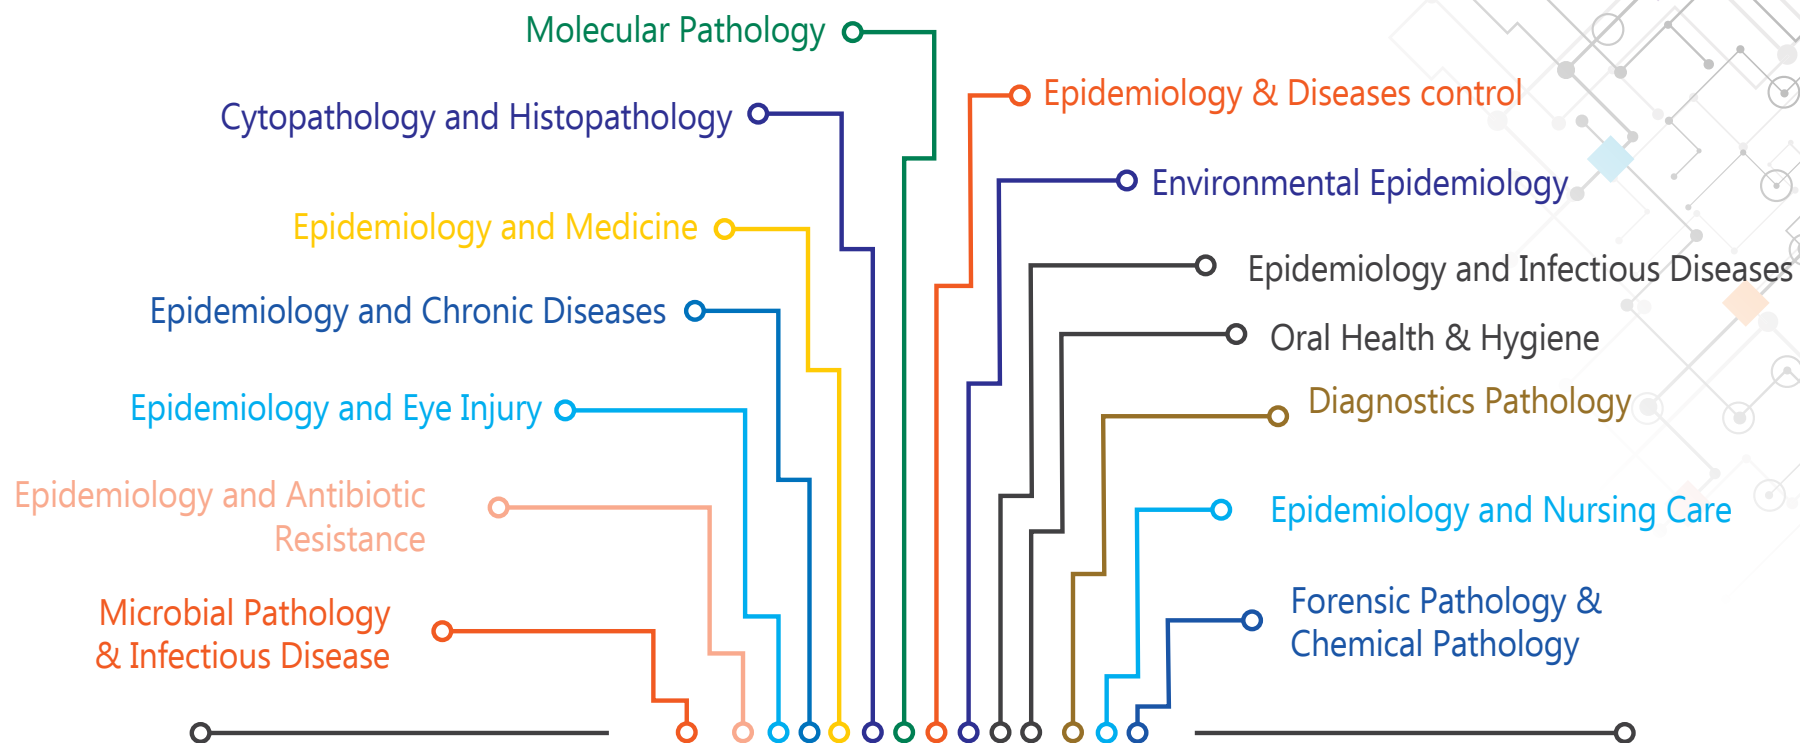 Molecular Pathology
Cytopathology and Histopathology
Epidemiology and Medicine
Epidemiology and Chronic Diseases
Epidemiology and Eye Injury
Epidemiology and Antibiotic
Resistance
Microbial Pathology
& Infectious Disease
Epidemiology & Diseases control
Environmental Epidemiology
Epidemiology and Infectious Diseases
Oral Health & Hygiene
Diagnostics Pathology
Epidemiology and Nursing Care
Forensic Pathology &
Chemical Pathology